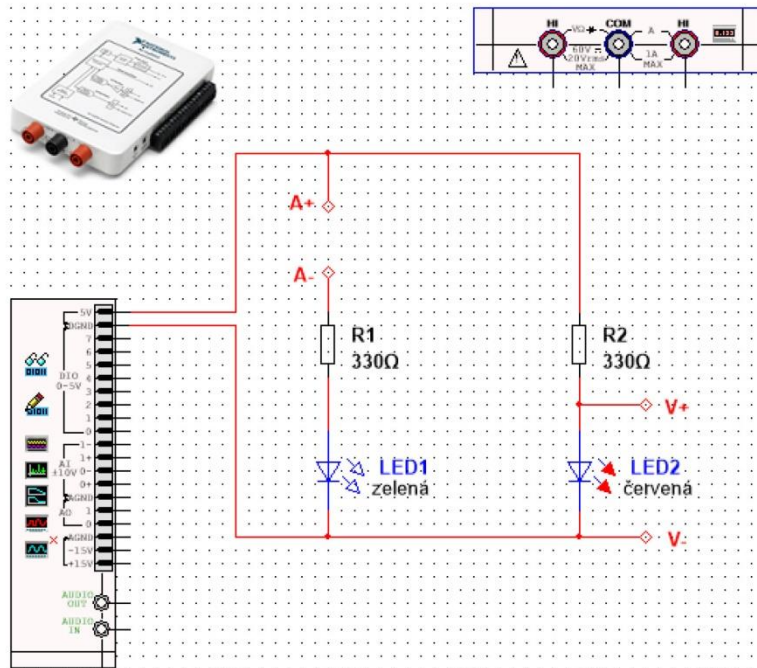 HI VΩ COM A HI
60V
20Vrms
MAX
1A
MAX
A+
A-
5V
DGND
7
6
5
4
3
2
1
0
DIO
0-5V
1-
1+
0-
0+
AI
±10V
AGND
1
0
AO
AGND
-15V
+15V
AUDIO
OUT
AUDIO
IN
R1
330Ω
R2
330Ω
V+
LED1
zelená
LED2
červená
V-